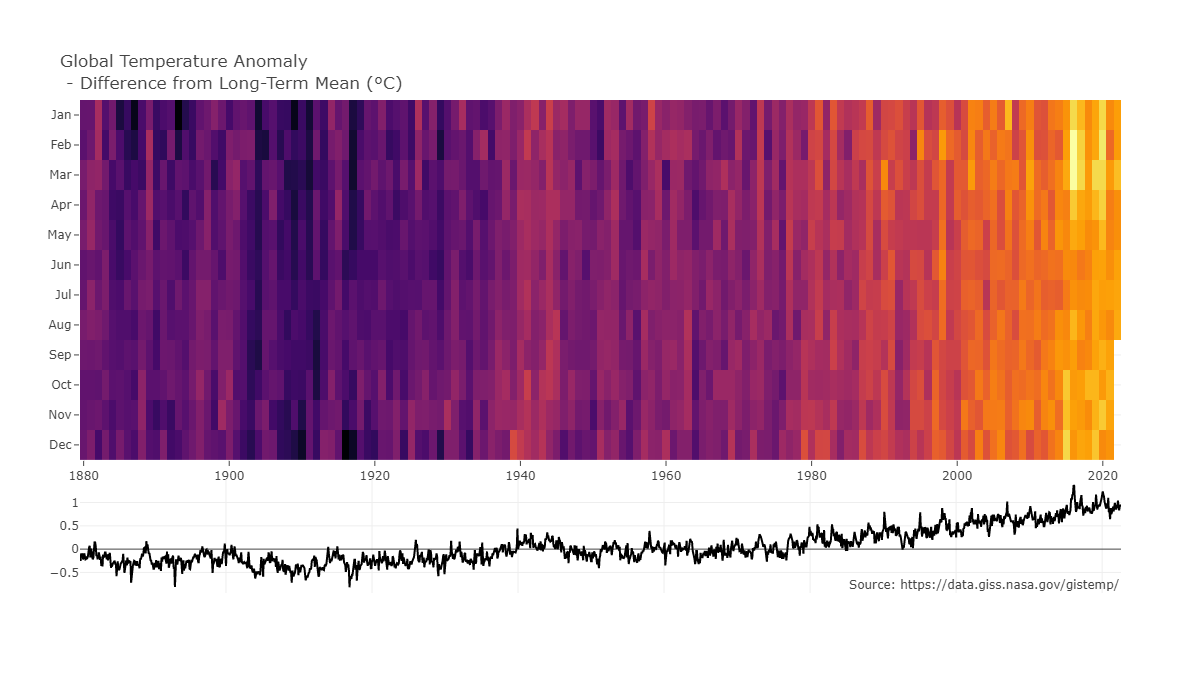 Global Temperature Anomaly
- Difference from Long-Term Mean (°C)
Jan
Feb
Mar
Apr
May
Jun
Jul
Aug
Sep
Oct
Nov
Dec
1880 1900 1920 1940 1960 1980 2000 2020
1
0.5
0
−0.5
Source: https://data.giss.nasa.gov/gistemp/